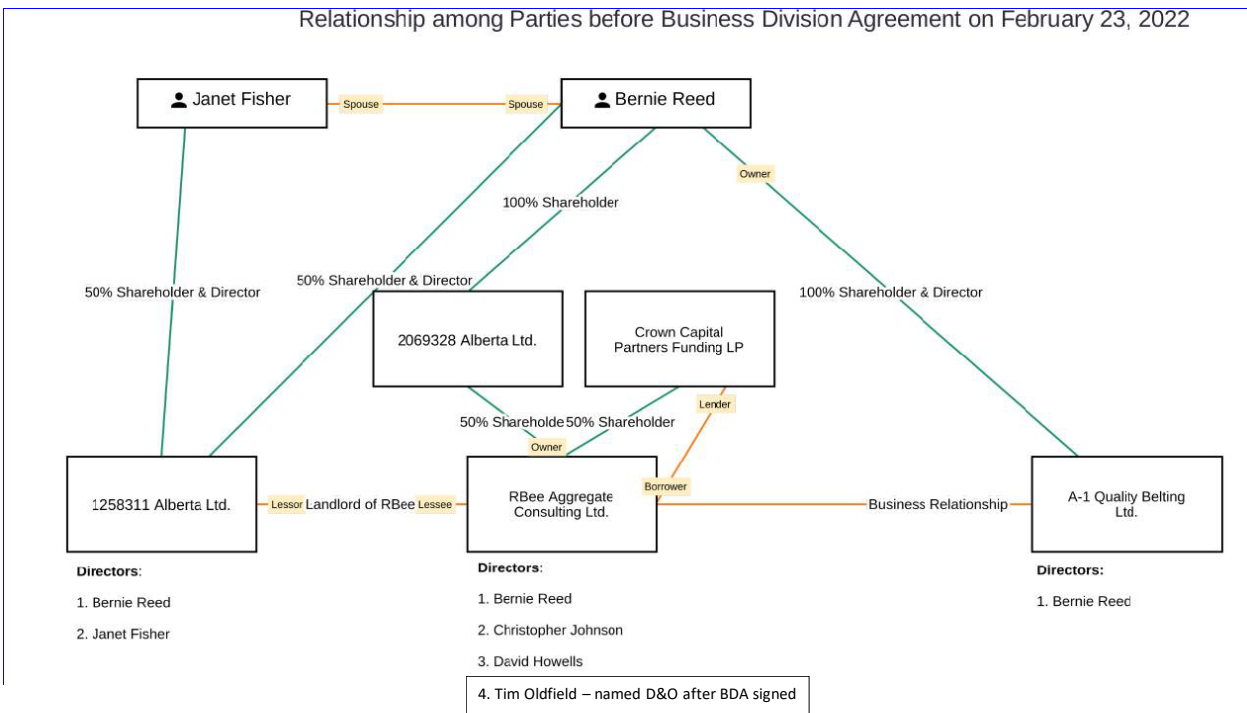 Relationship among Parties before Business Division Agreement on February 23, 2022
Janet Fisher
Spouse
Spouse
Bernie Reed
Owner
100% Shareholder
50% Shareholder & Director
50% Shareholder & Director
100% Shareholder & Director
2069328 Alberta Ltd.
Crown Capital
Partners Funding LP
Lender
50% Shareholde
50% Shareholder
Owner
Borrower
1258311 Alberta Ltd.
Lessor
Landlord of RBee
Lessee
RBee Aggregate
Consulting Ltd.
Business Relationship
A-1 Quality Belting
Ltd.
Directors:
1. Bernie Reed
2. Janet Fisher
Directors:
1. Bernie Reed
2. Christopher Johnson
3. David Howells
4. Tim Oldfield – named D&O after BDA signed
Directors:
1. Bernie Reed